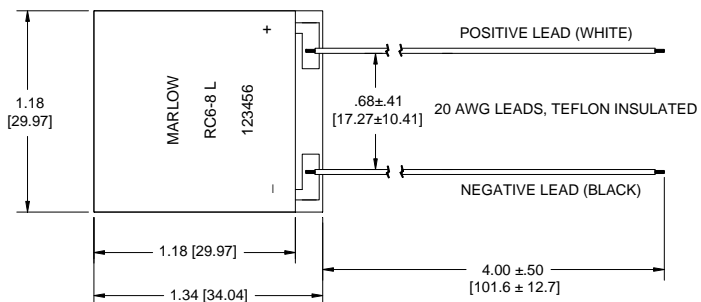 +
POSITIVE LEAD (WHITE)
1.18
[29.97]
MARLOW
RC6-8 L
123456
.68±.41
[17.27±10.41]
20 AWG LEADS, TEFLON INSULATED
–
NEGATIVE LEAD (BLACK)
1.18 [29.97]
4.00 ±.50
[101.6 ± 12.7]
1.34 [34.04]